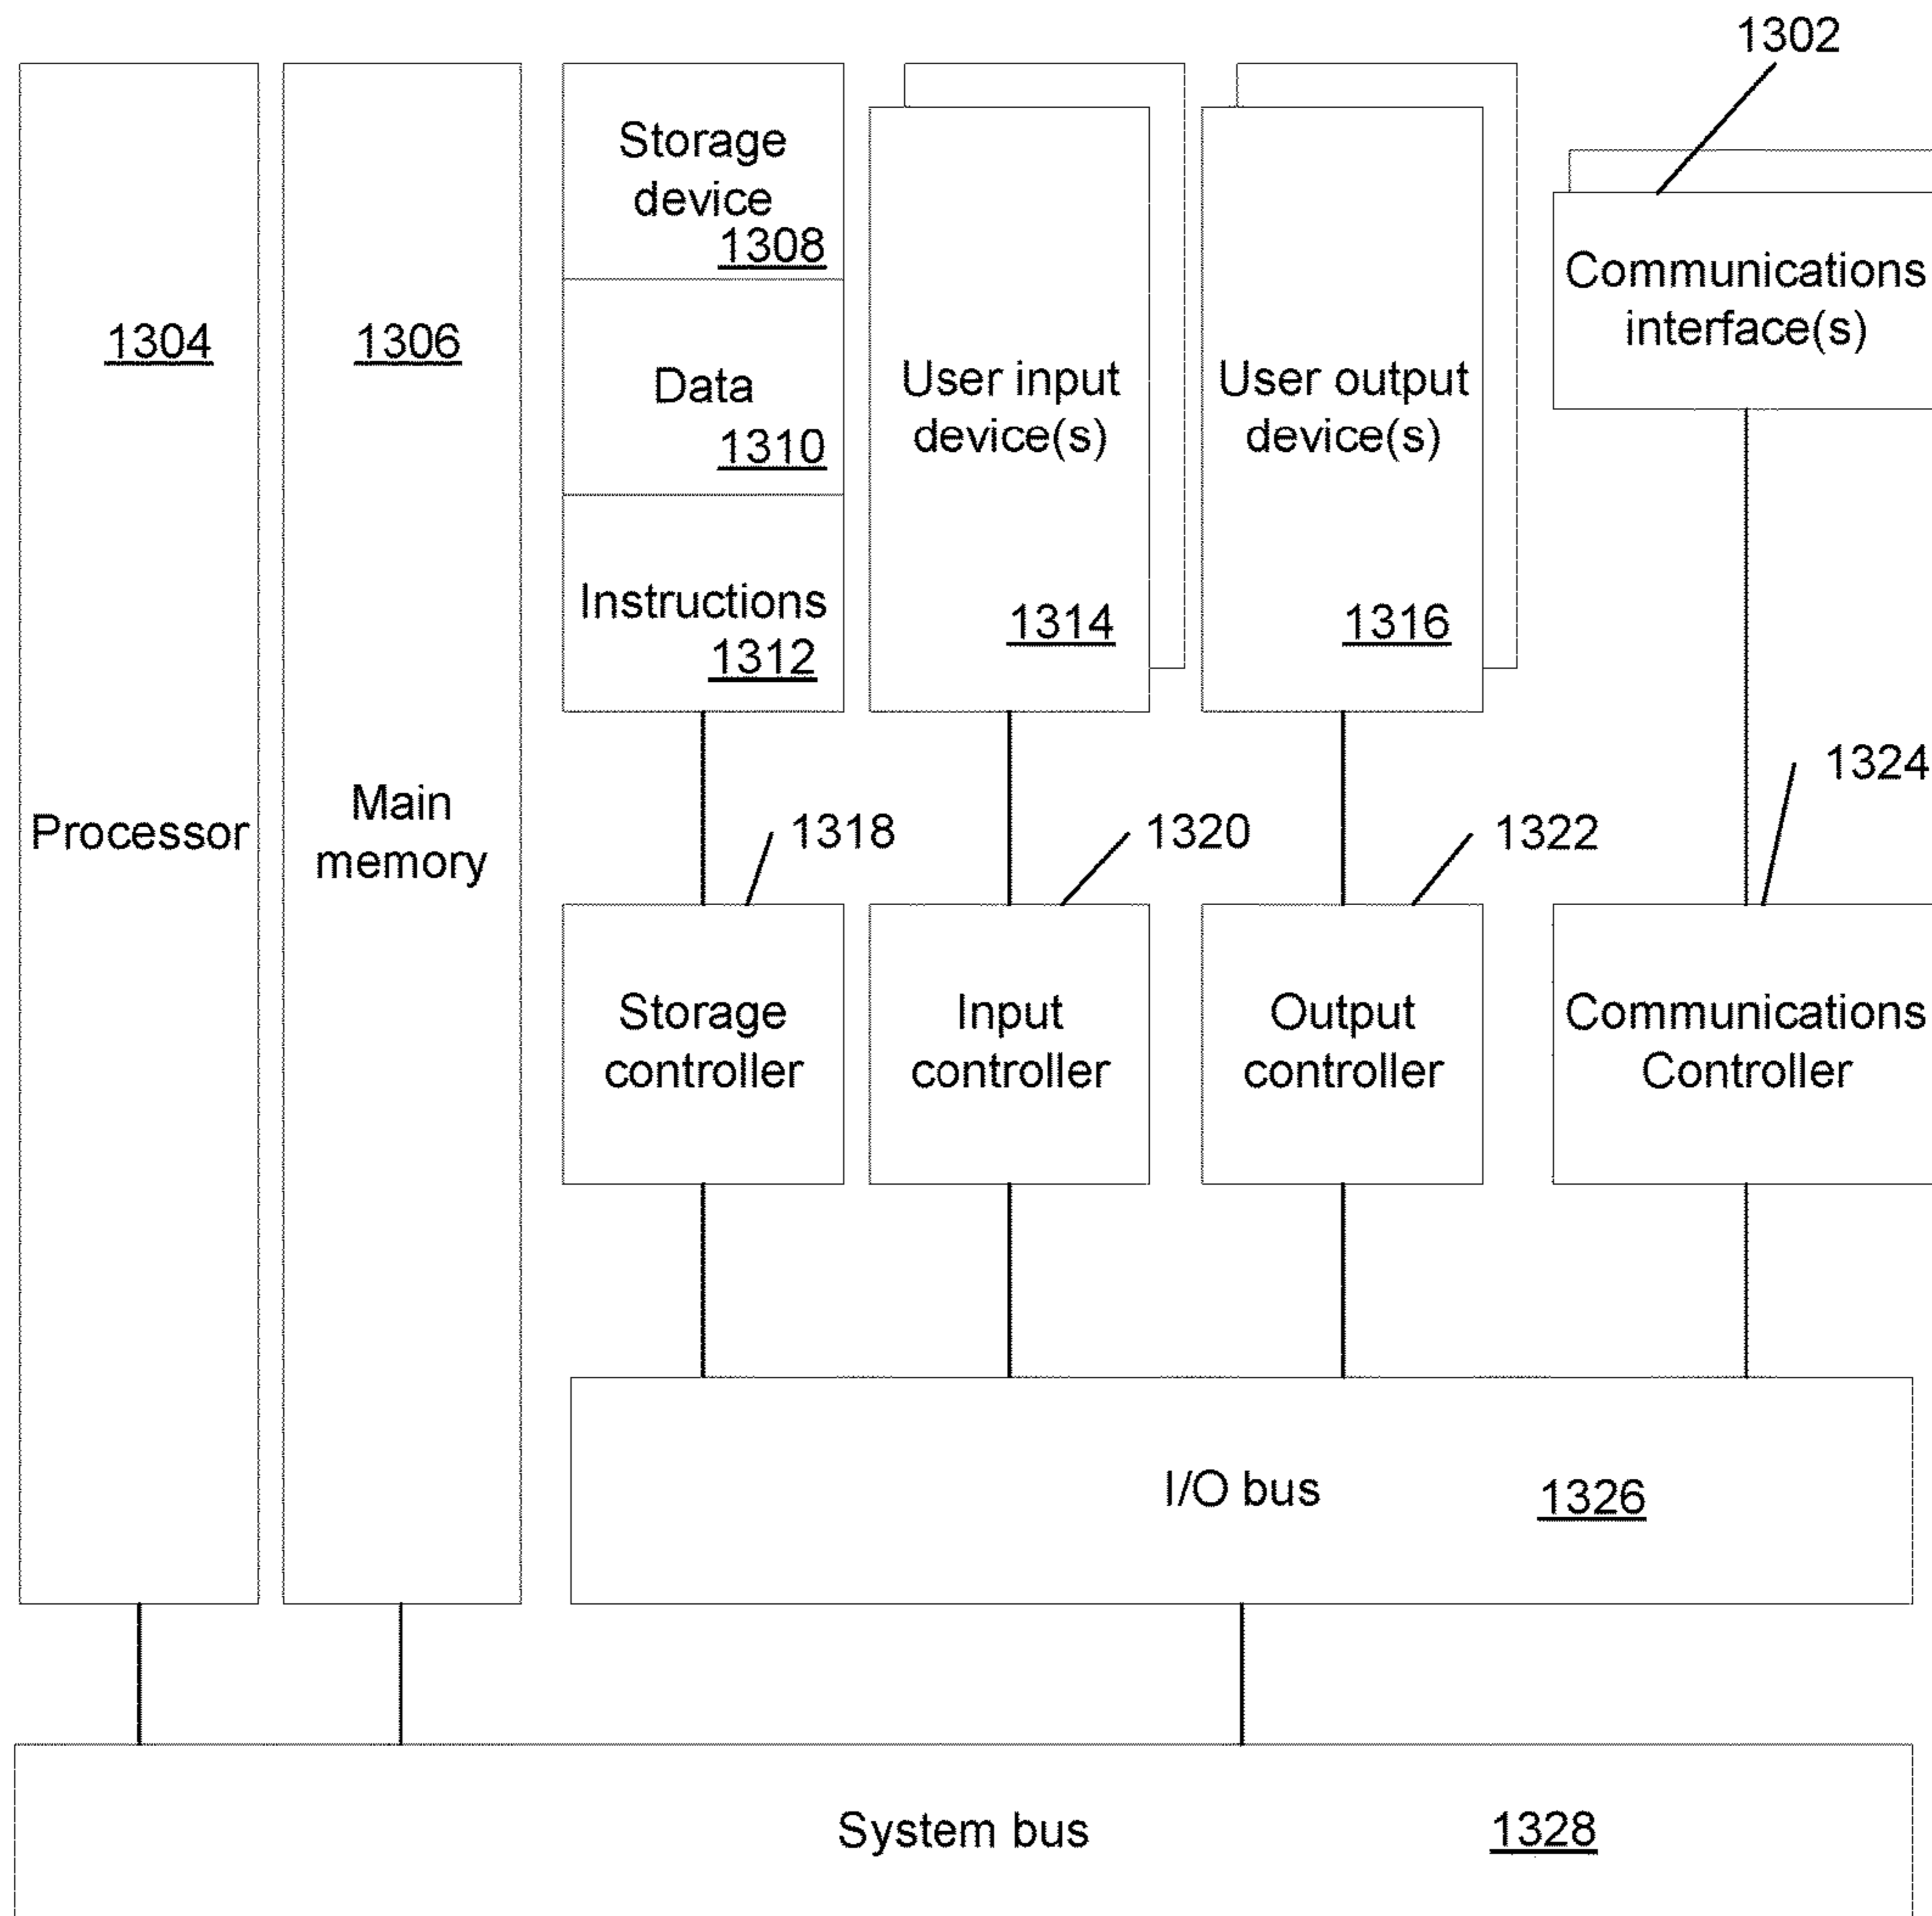 1302
Storage
device
1308
Communications
interface(s)
1304
1306
Data
1310
User input
device(s)
User output
device(s)
Instructions
1312
1314
1316
1324
Processor
Main
memory
1318
1320
1322
Storage
controller
Input
controller
Output
controller
Communications
Controller
I/O bus
1326
System bus
1328